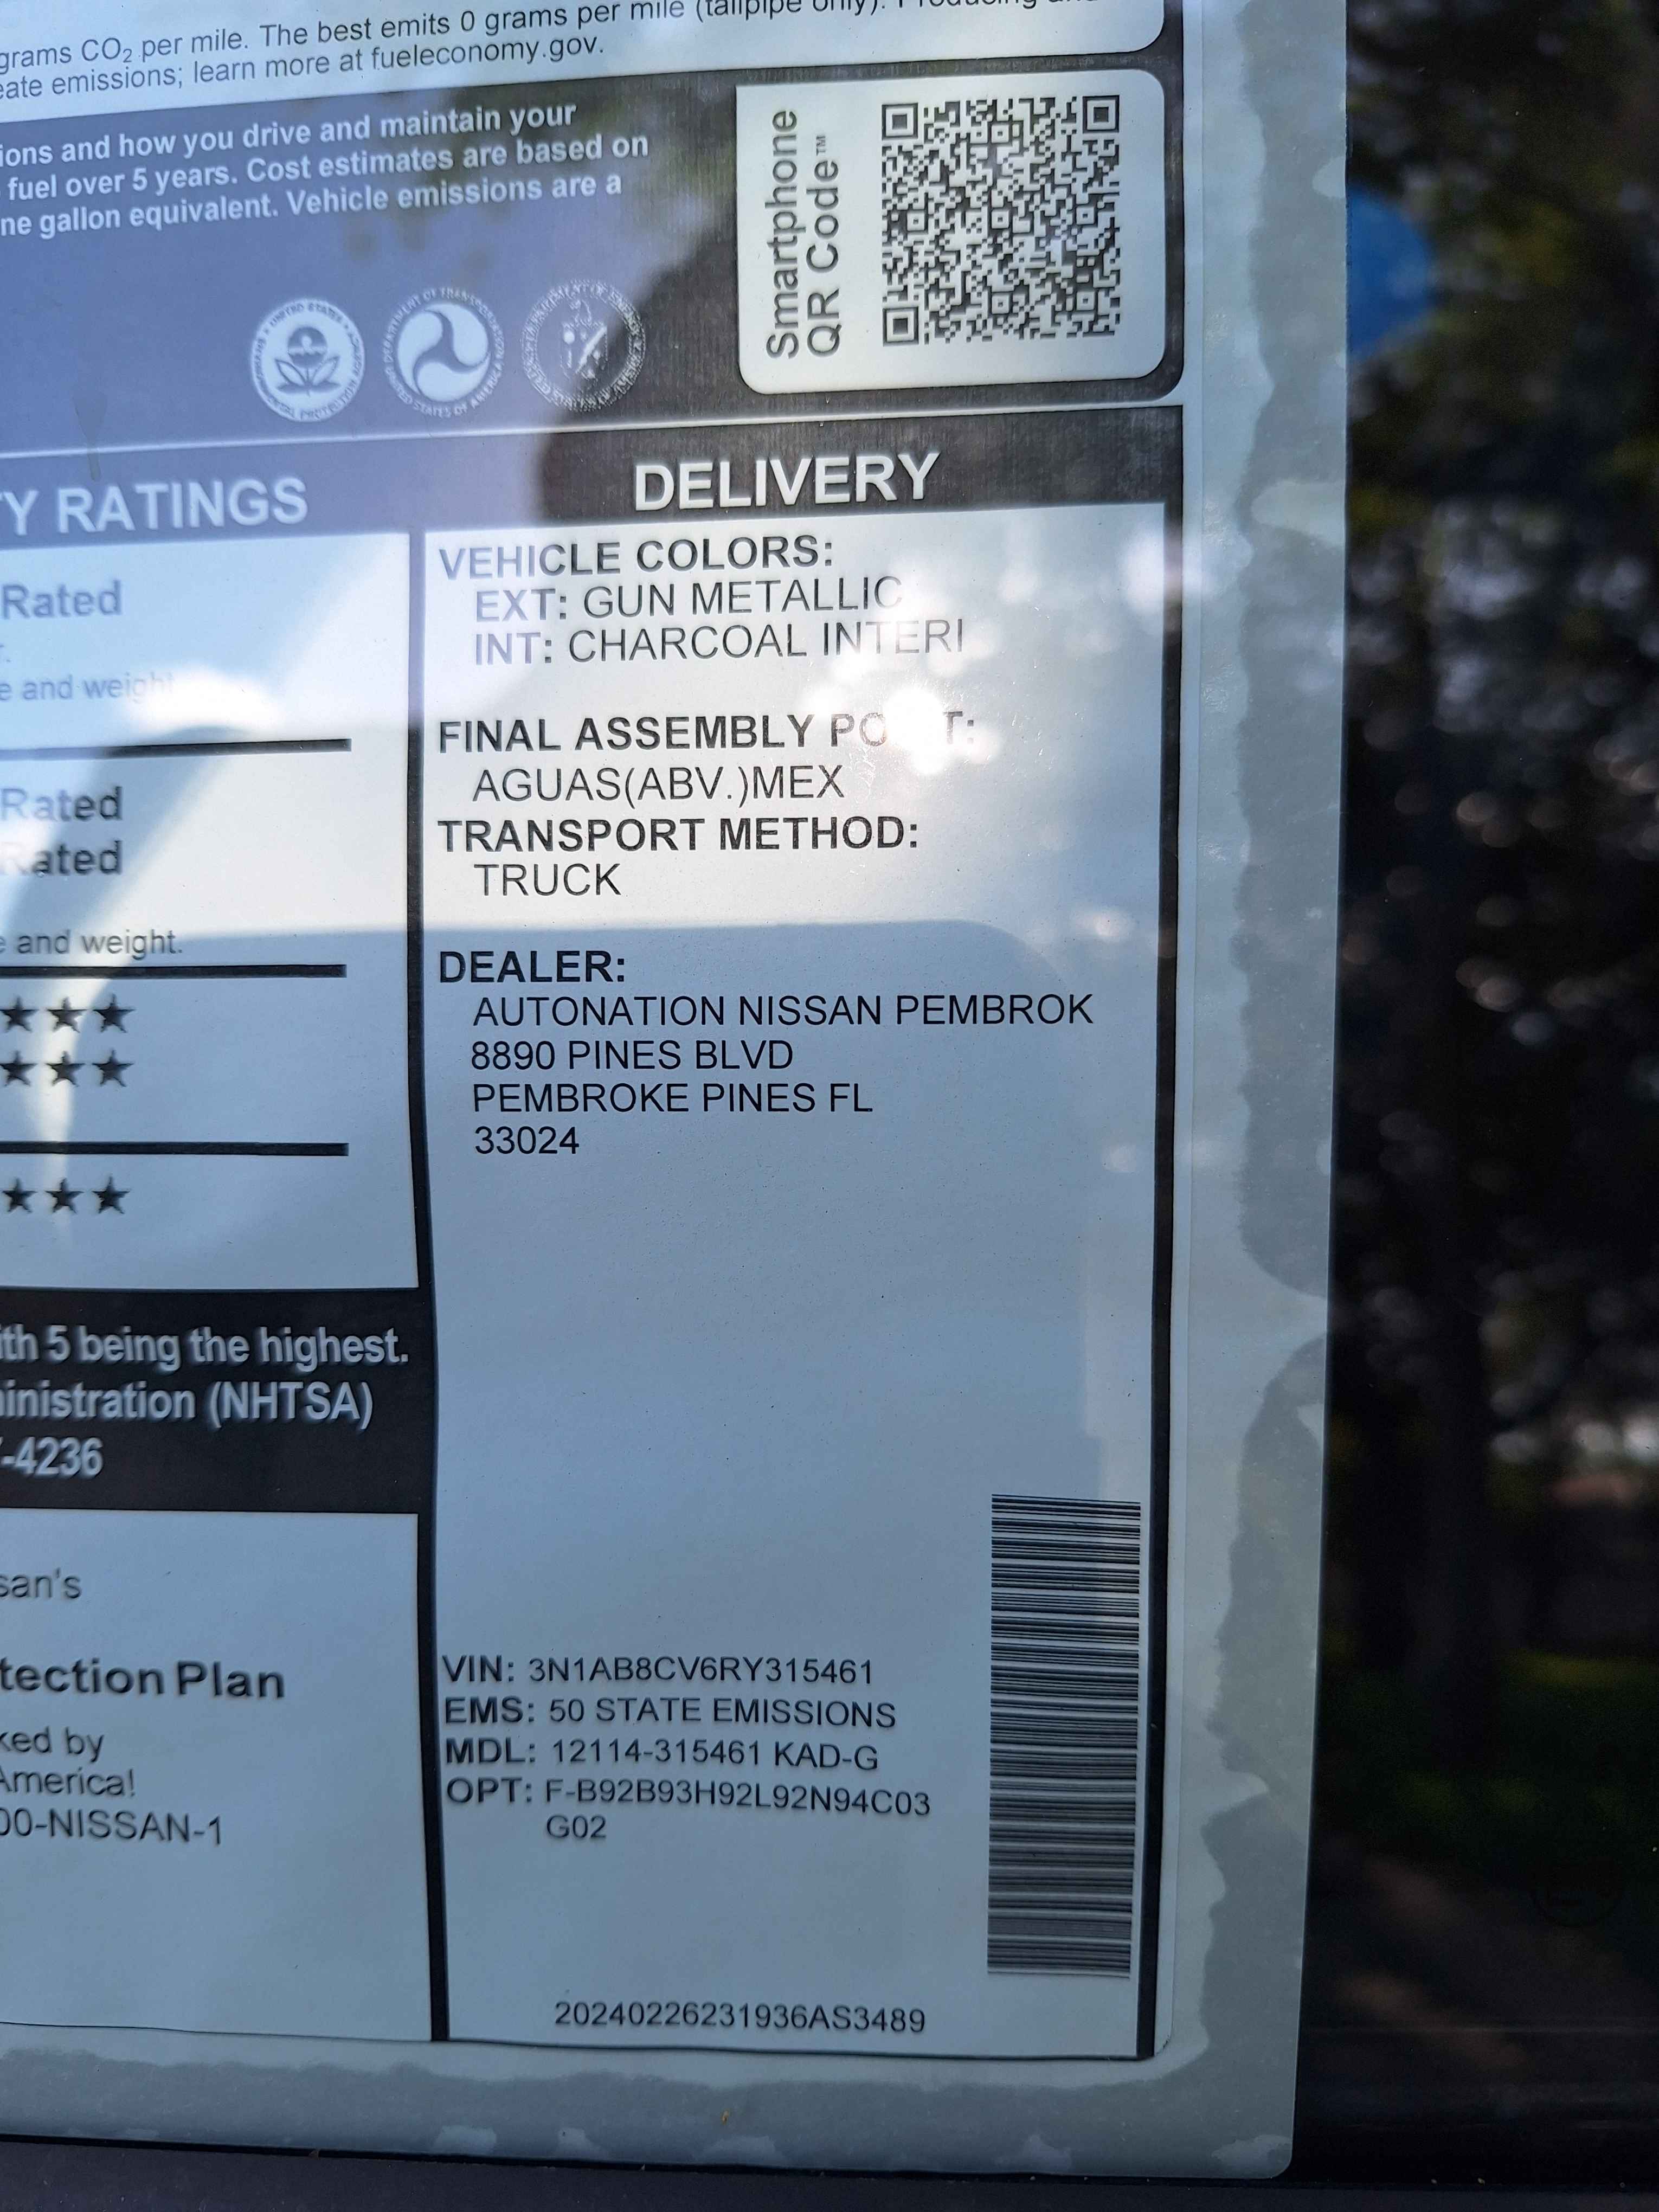 grams CO₂ per mile. The best emits 0 grams per mile (tailpipe only). Producing and
eate emissions; learn more at fueleconomy.gov.
ions and how you drive and maintain your
fuel over 5 years. Cost estimates are based on
ne gallon equivalent. Vehicle emissions are a
Smartphone
QR Code™
Y RATINGS
Rated
e and weight
Rated
Rated
e and weight.
★★★
★★★
★★★
ith 5 being the highest.
inistration (NHTSA)
-4236
san's
tection Plan
ked by
America!
00-NISSAN-1
DELIVERY
VEHICLE COLORS:
EXT: GUN METALLIC
INT: CHARCOAL INTERI
FINAL ASSEMBLY PO T:
AGUAS(ABV.)MEX
TRANSPORT METHOD:
TRUCK
DEALER:
AUTONATION NISSAN PEMBROK
8890 PINES BLVD
PEMBROKE PINES FL
33024
VIN: 3N1AB8CV6RY315461
EMS: 50 STATE EMISSIONS
MDL: 12114-315461 KAD-G
OPT: F-B92B93H92L92N94C03
G02
20240226231936AS3489